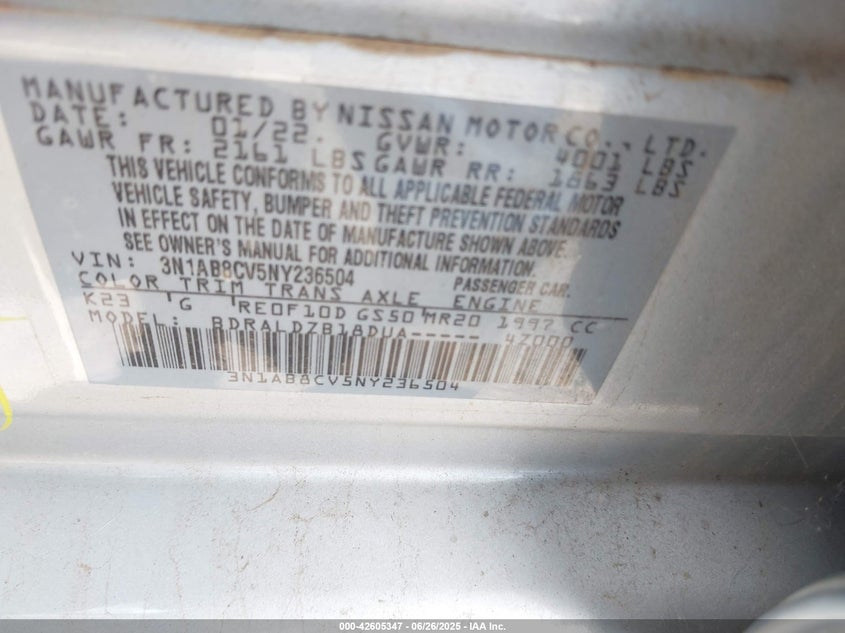 MANUFACTURED BY NISSAN MOTOR CO., LTD.
DATE: 01/22. GVWR: 4001 LBS
GAWR FR: 2161 LBS GAWR RR: 1863 LBS
THIS VEHICLE CONFORMS TO ALL APPLICABLE FEDERAL MOTOR
VEHICLE SAFETY, BUMPER AND THEFT PREVENTION STANDARDS
IN EFFECT ON THE DATE OF MANUFACTURE SHOWN ABOVE.
SEE OWNER'S MANUAL FOR ADDITIONAL INFORMATION.
VIN: 3N1AB8CV5NY236504 PASSENGER CAR.
COLOR TRIM TRANS AXLE ENGINE
K23 G RE0F10D GS50 MR20 1997 CC
MODEL: BDRALDZB18DUA----- 4Z000
3N1AB8CV5NY236504
000-42605347 - 06/26/2025 - IAA Inc.